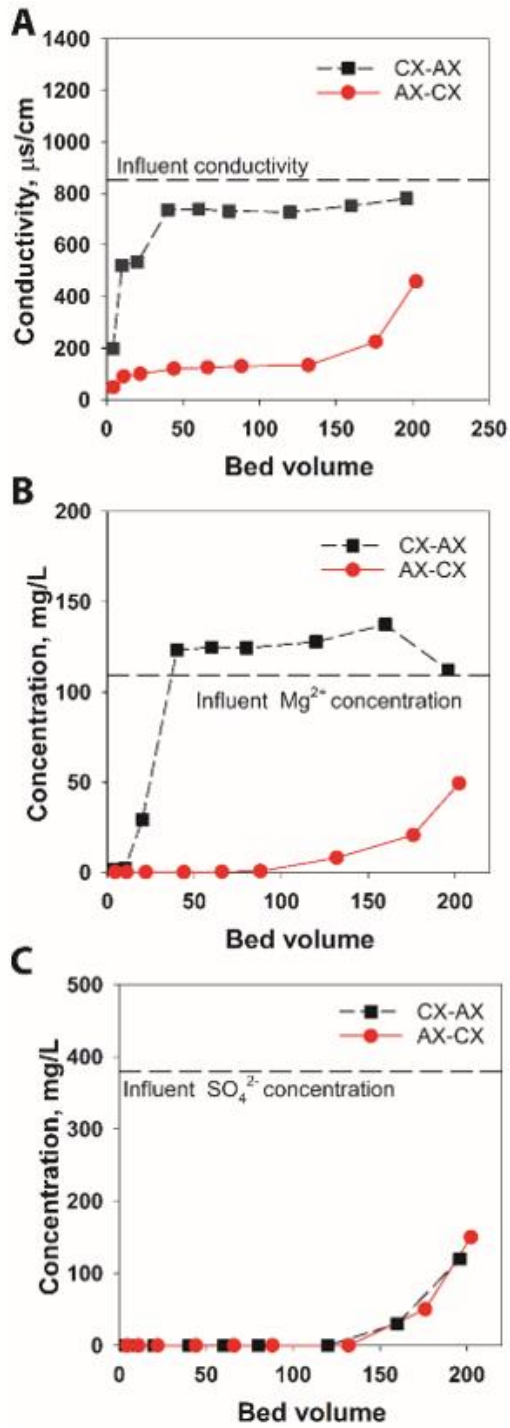 A
Conductivity, µs/cm
1400
1200
1000
800
600
400
200
0
CX-AX
AX-CX
Influent conductivity
0 50 100 150 200 250
Bed volume
B
Concentration, mg/L
200
150
100
50
0
CX-AX
AX-CX
Influent Mg²⁺ concentration
0 50 100 150 200
Bed volume
C
Concentration, mg/L
500
400
300
200
100
0
CX-AX
AX-CX
Influent SO₄²⁻ concentration
0 50 100 150 200
Bed volume